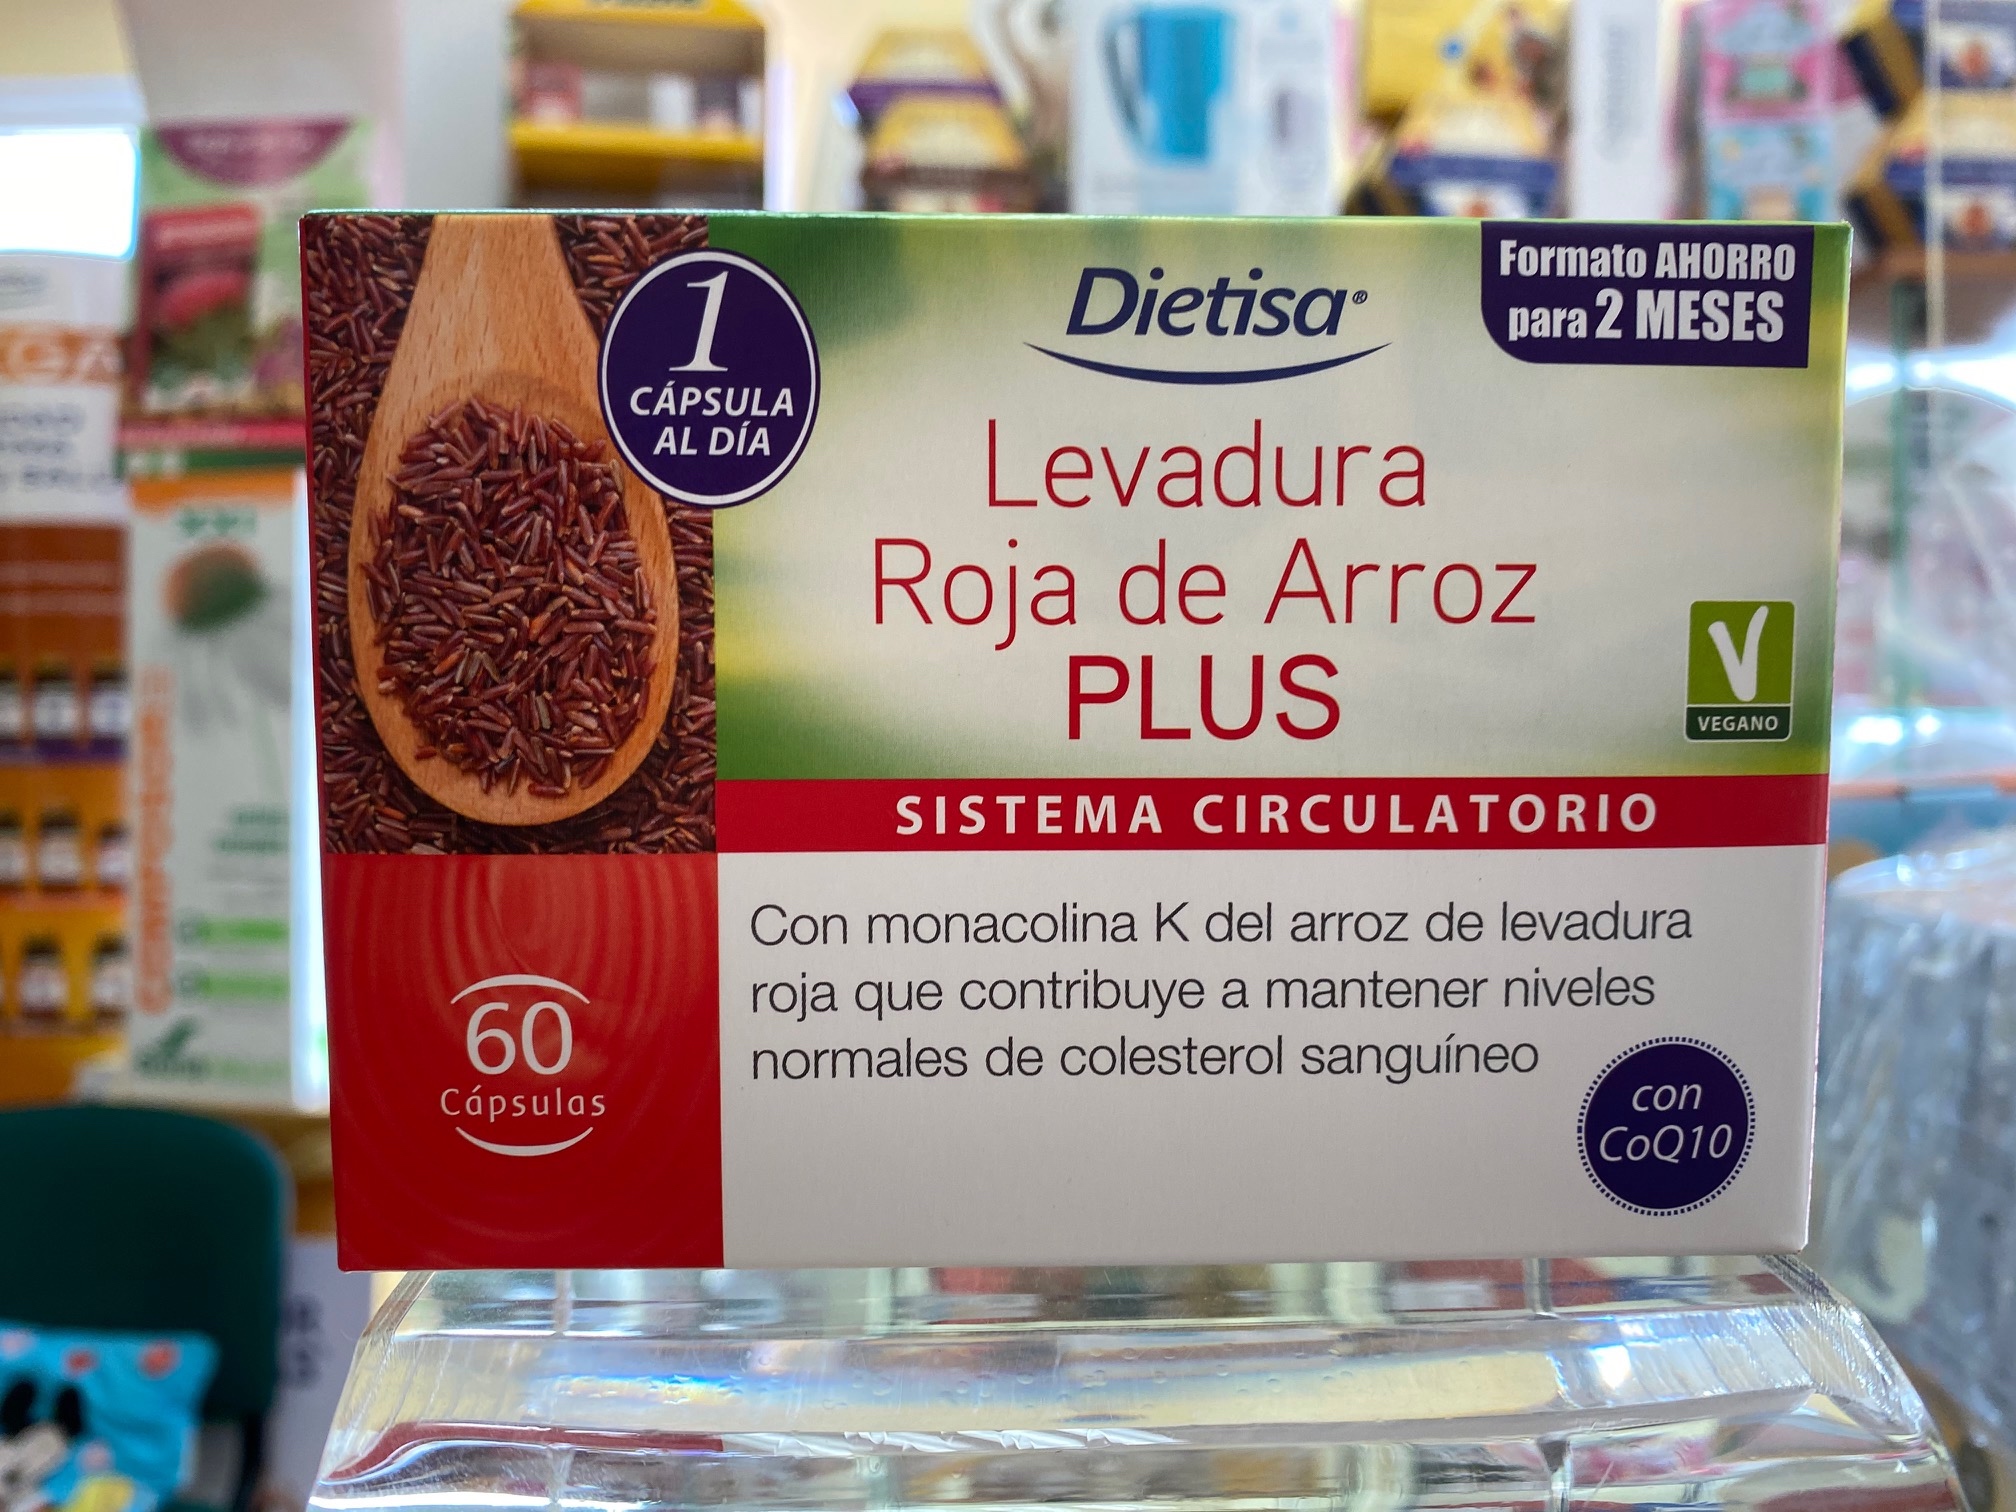 1
CÁPSULA
AL DÍA
Dietisa®
Formato AHORRO
para 2 MESES
Levadura
Roja de Arroz
PLUS
VEGANO
SISTEMA CIRCULATORIO
Con monacolina K del arroz de levadura
roja que contribuye a mantener niveles
normales de colesterol sanguíneo
60
Cápsulas
con
CoQ10